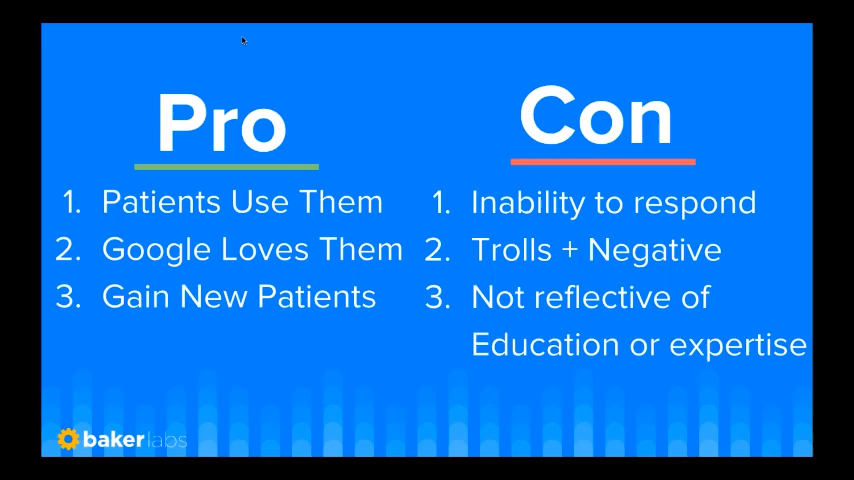 Pro
1. Patients Use Them
2. Google Loves Them
3. Gain New Patients
Con
1. Inability to respond
2. Trolls + Negative
3. Not reflective of
Education or expertise
bakerlabs